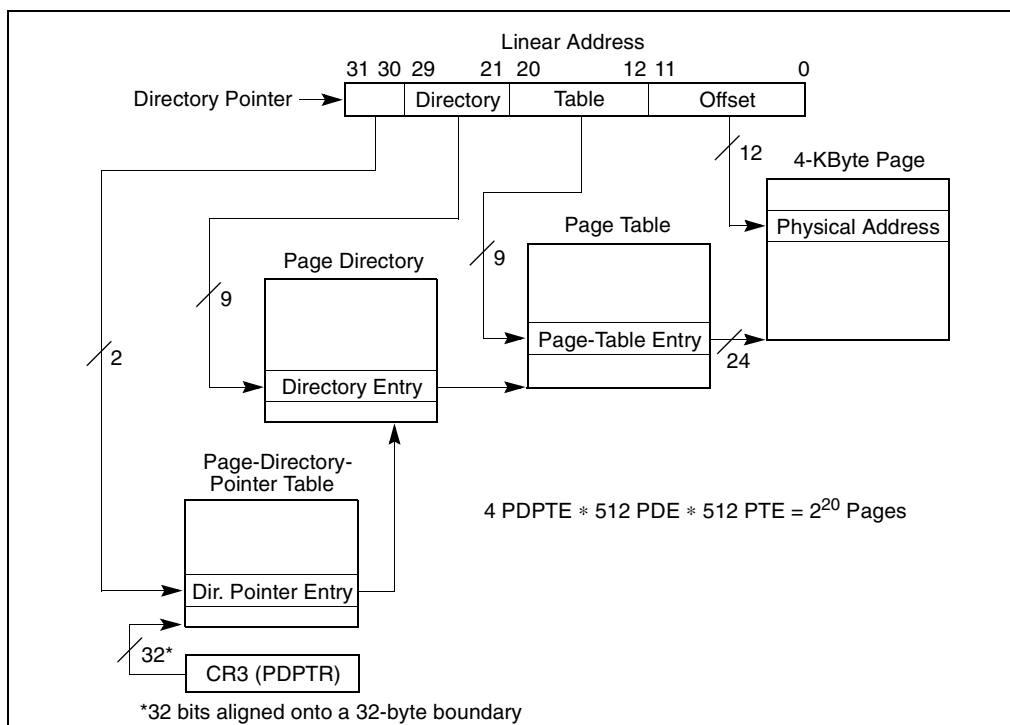 Linear Address
31 30 29 21 20 12 11 0
Directory Pointer Directory Table Offset
12
4-KByte Page
Physical Address
Page Table
9
Page-Table Entry
24
Page Directory
9
Directory Entry
2
Page-Directory-
Pointer Table
4 PDPTE ∗ 512 PDE ∗ 512 PTE = 2²⁰ Pages
Dir. Pointer Entry
32*
CR3 (PDPTR)
*32 bits aligned onto a 32-byte boundary